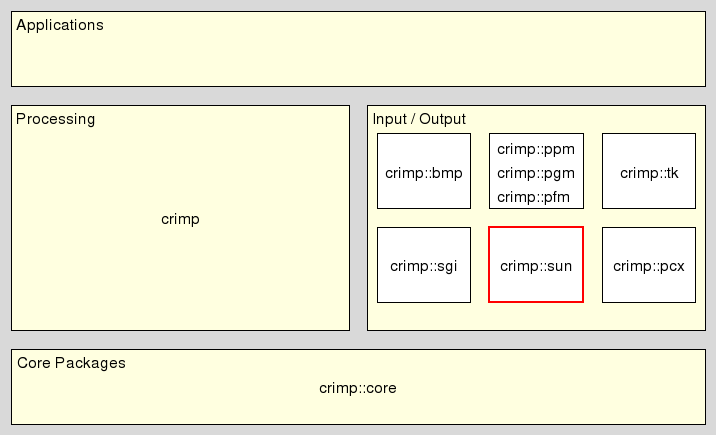 Applications
Processing
crimp
Input / Output
crimp::bmp
crimp::ppm
crimp::pgm
crimp::pfm
crimp::tk
crimp::sgi
crimp::sun
crimp::pcx
Core Packages
crimp::core